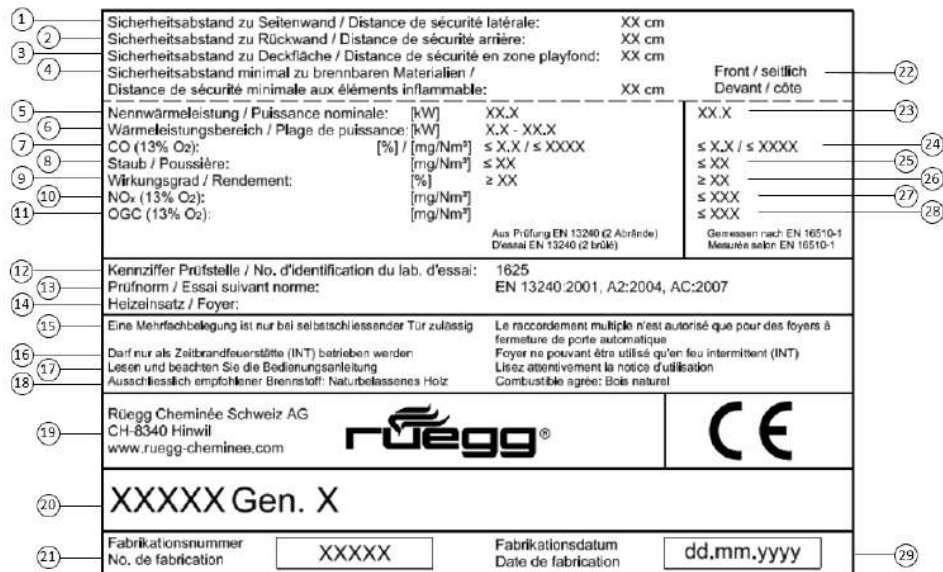 1 Sicherheitsabstand zu Seitenwand / Distance de sécurité latérale: XX cm
2 Sicherheitsabstand zu Rückwand / Distance de sécurité arrière: XX cm
3 Sicherheitsabstand zu Deckfläche / Distance de sécurité en zone playfond: XX cm
4 Sicherheitsabstand minimal zu brennbaren Materialien / Front / seitlich 22
Distance de sécurité minimale aux éléments inflammable: XX cm Devant / côte
5 Nennwärmeleistung / Puissance nominale: [kW] XX.X XX.X 23
6 Wärmeleistungsbereich / Plage de puissance: [kW] X.X - XX.X
7 CO (13% O₂): [%] / [mg/Nm³] ≤ X.X / ≤ XXXX ≤ X.X / ≤ XXXX 24
8 Staub / Poussière: [mg/Nm³] ≤ XX ≤ XX 25
9 Wirkungsgrad / Rendement: [%] ≥ XX ≥ XX 26
10 NOₓ (13% O₂): [mg/Nm³] ≤ XXX 27
11 OGC (13% O₂): [mg/Nm³] ≤ XXX 28
Aus Prüfung EN 13240 (2 Abrände) Gemessen nach EN 16510-1
D'essai EN 13240 (2 brûlé) Mesurée selon EN 16510-1
12 Kennziffer Prüfstelle / No. d'identification du lab. d'essai: 1625
13 Prüfnorm / Essai suivant norme: EN 13240:2001, A2:2004, AC:2007
14 Heizeinsatz / Foyer:
15 Eine Mehrfachbelegung ist nur bei selbstschliessender Tür zulässig Le raccordement multiple n'est autorisé que pour des foyers à
fermeture de porte automatique
16 Darf nur als Zeitbrandfeuerstätte (INT) betrieben werden Foyer ne pouvant être utilisé qu'en feu intermittent (INT)
17 Lesen und beachten Sie die Bedienungsanleitung Lisez attentivement la notice d'utilisation
18 Ausschliesslich empfohlener Brennstoff: Naturbelassenes Holz Combustible agrée: Bois naturel
Rüegg Cheminée Schweiz AG
19 CH-8340 Hinwil rüegg® CE
www.ruegg-cheminee.com
20 XXXXX Gen. X
Fabrikationsnummer Fabrikationsdatum
21 No. de fabrication XXXXX Date de fabrication dd.mm.yyyy 29